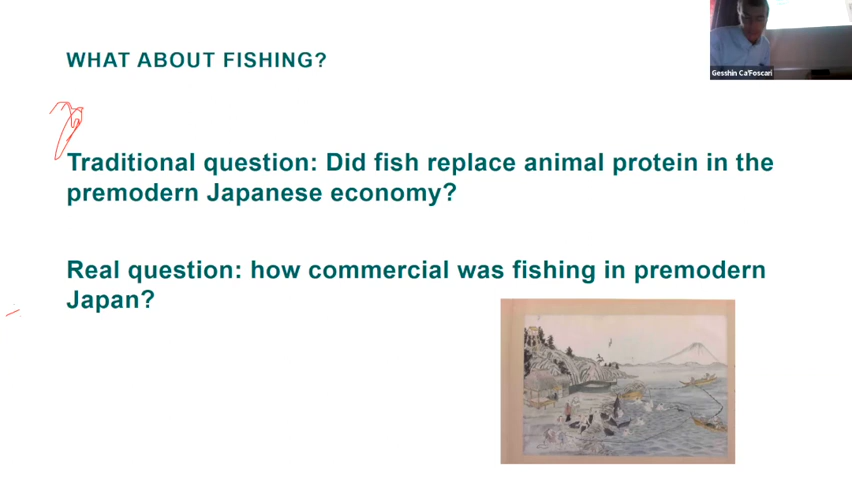 WHAT ABOUT FISHING?
Gesshin Ca'Foscari
Traditional question: Did fish replace animal protein in the
premodern Japanese economy?
Real question: how commercial was fishing in premodern
Japan?